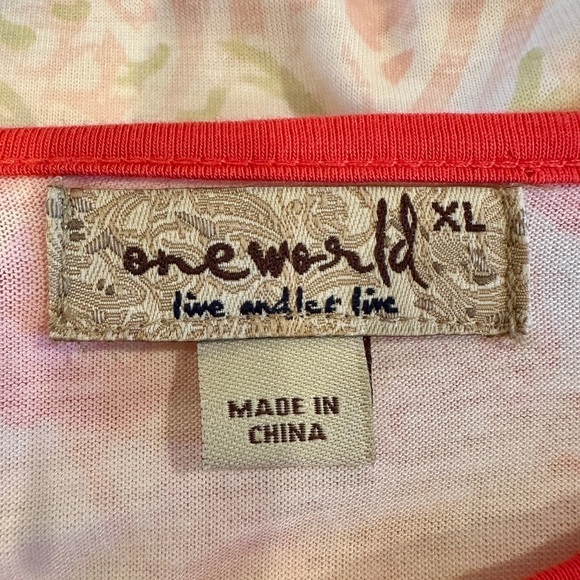 oneworld XL
live and let live
MADE IN
CHINA